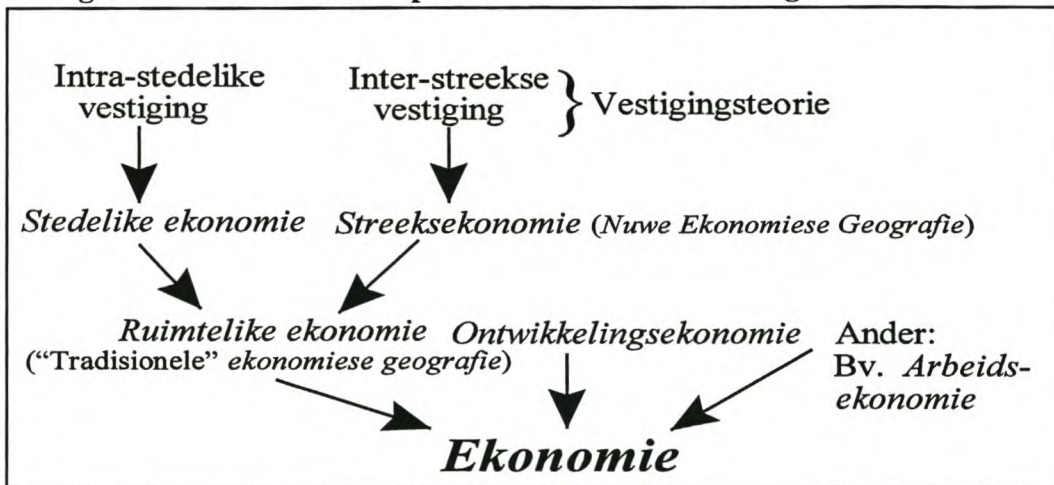 Intra-stedelike Inter-streekse
vestiging vestiging } Vestigingsteorie
Stedelike ekonomie Streeksekonomie (Nuwe Ekonomiese Geografie)
Ruimtelike ekonomie Ontwikkelingsekonomie Ander:
(“Tradisionele” ekonomiese geografie) Bv. Arbeids-
ekonomie
Ekonomie